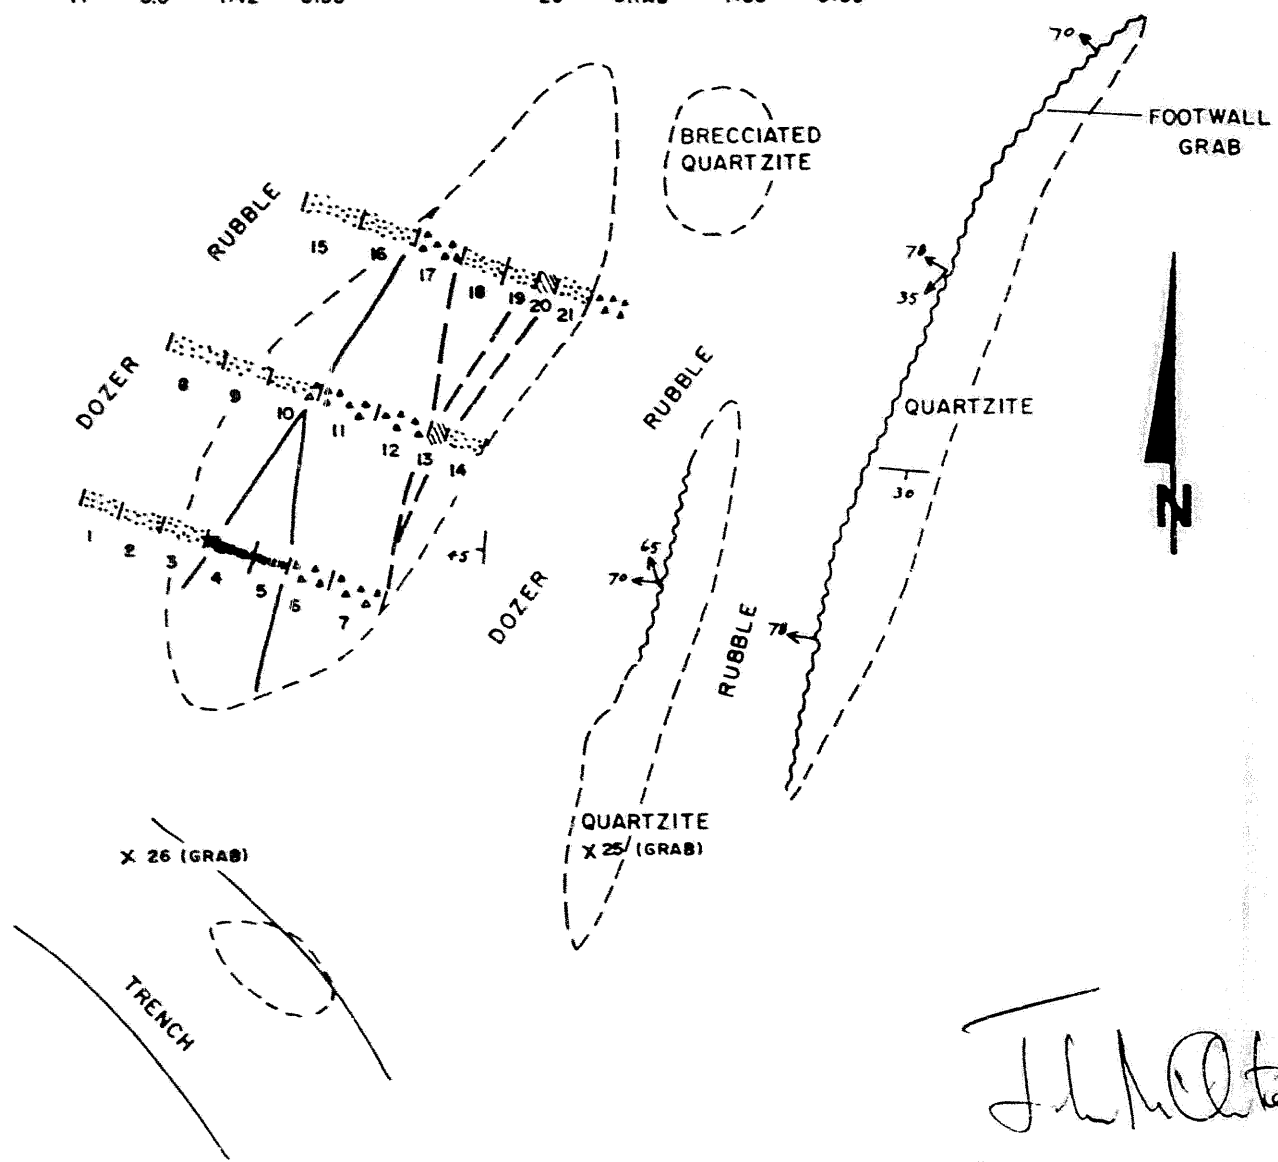 70
FOOTWALL
GRAB
BRECCIATED
QUARTZITE
RUBBLE
15
16
17
18
19
20
21
78
35
DOZER
8
9
10
11
12
13
14
RUBBLE
QUARTZITE
30
N
1
2
3
4
5
6
7
45
DOZER
65
70
RUBBLE
78
QUARTZITE
X 25 (GRAB)
X 26 (GRAB)
TRENCH